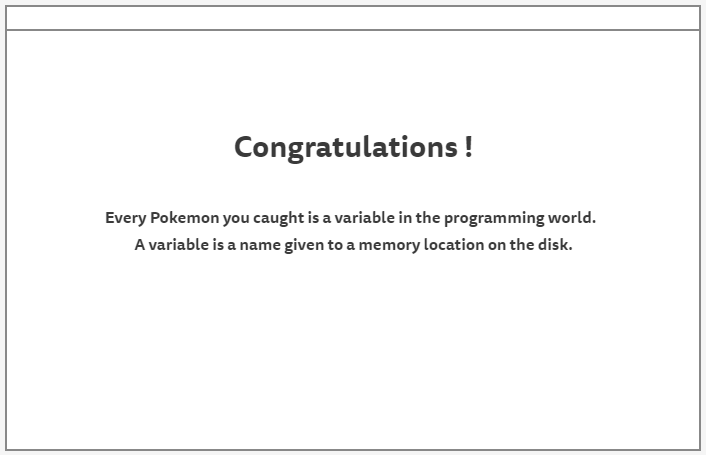 Congratulations !
Every Pokemon you caught is a variable in the programming world.
A variable is a name given to a memory location on the disk.